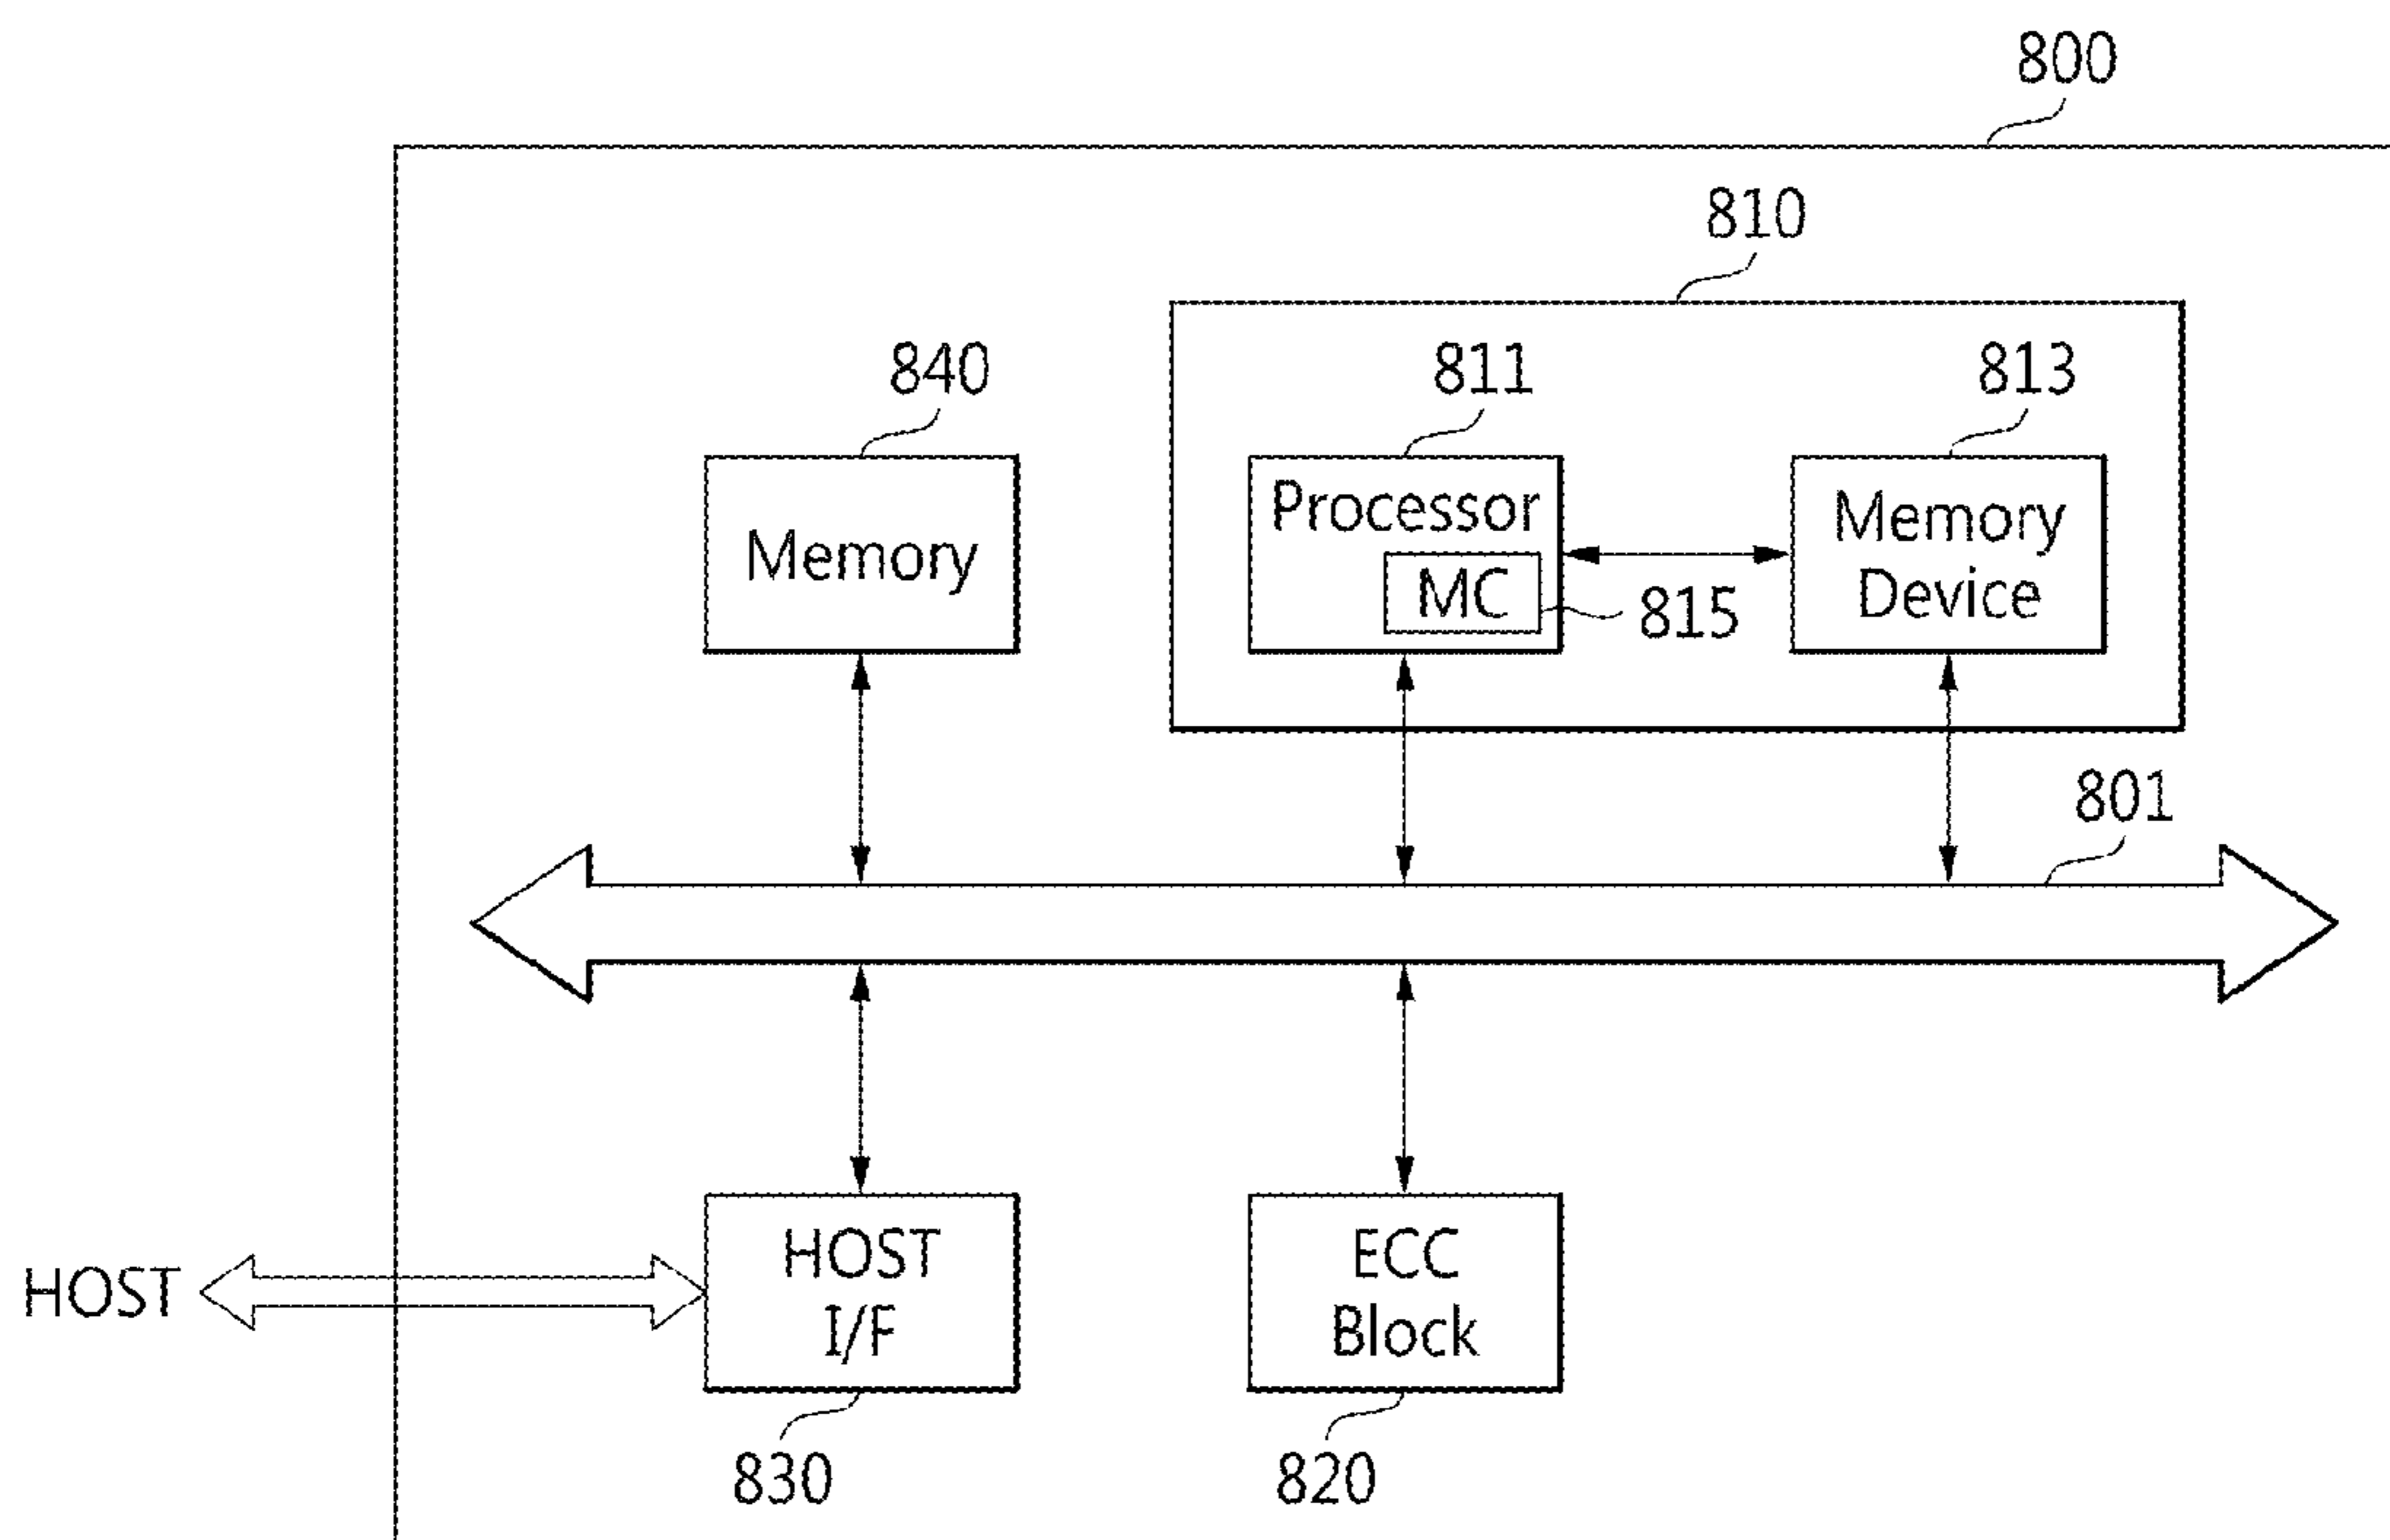 800
810
840
811
813
Processor
MC
815
Memory
Device
Memory
801
HOST
HOST
I/F
ECC
Block
830
820